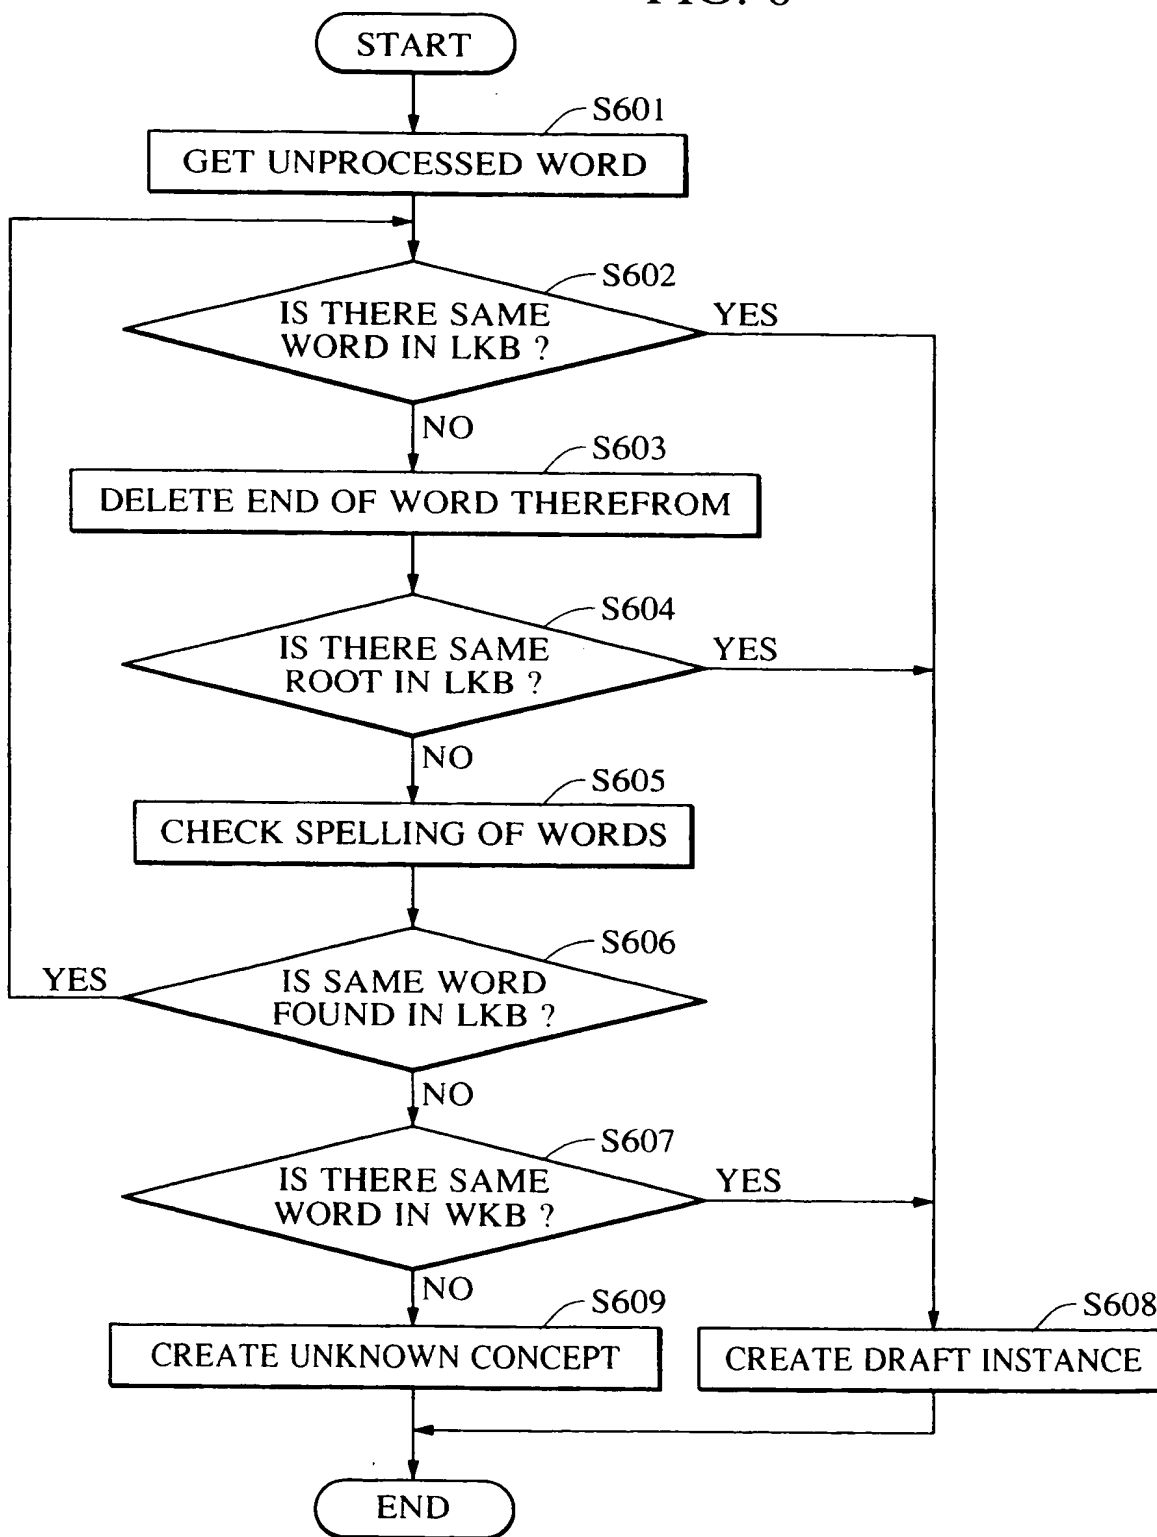 FIG. 6
START
S601
GET UNPROCESSED WORD
S602
IS THERE SAME
WORD IN LKB ?
YES
NO
S603
DELETE END OF WORD THEREFROM
S604
IS THERE SAME
ROOT IN LKB ?
YES
NO
S605
CHECK SPELLING OF WORDS
S606
IS SAME WORD
FOUND IN LKB ?
YES
NO
S607
IS THERE SAME
WORD IN WKB ?
YES
NO
S609
CREATE UNKNOWN CONCEPT
S608
CREATE DRAFT INSTANCE
END